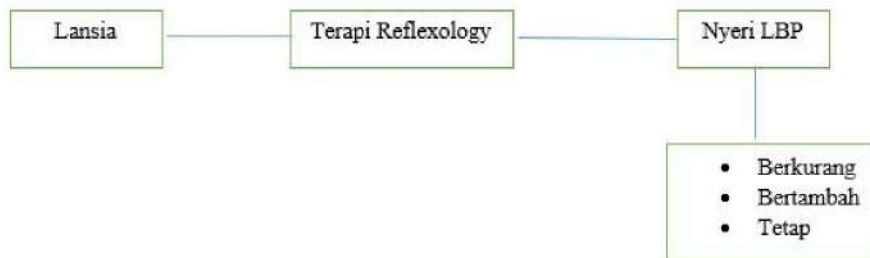 Lansia
Terapi Reflexology
Nyeri LBP
• Berkurang
• Bertambah
• Tetap